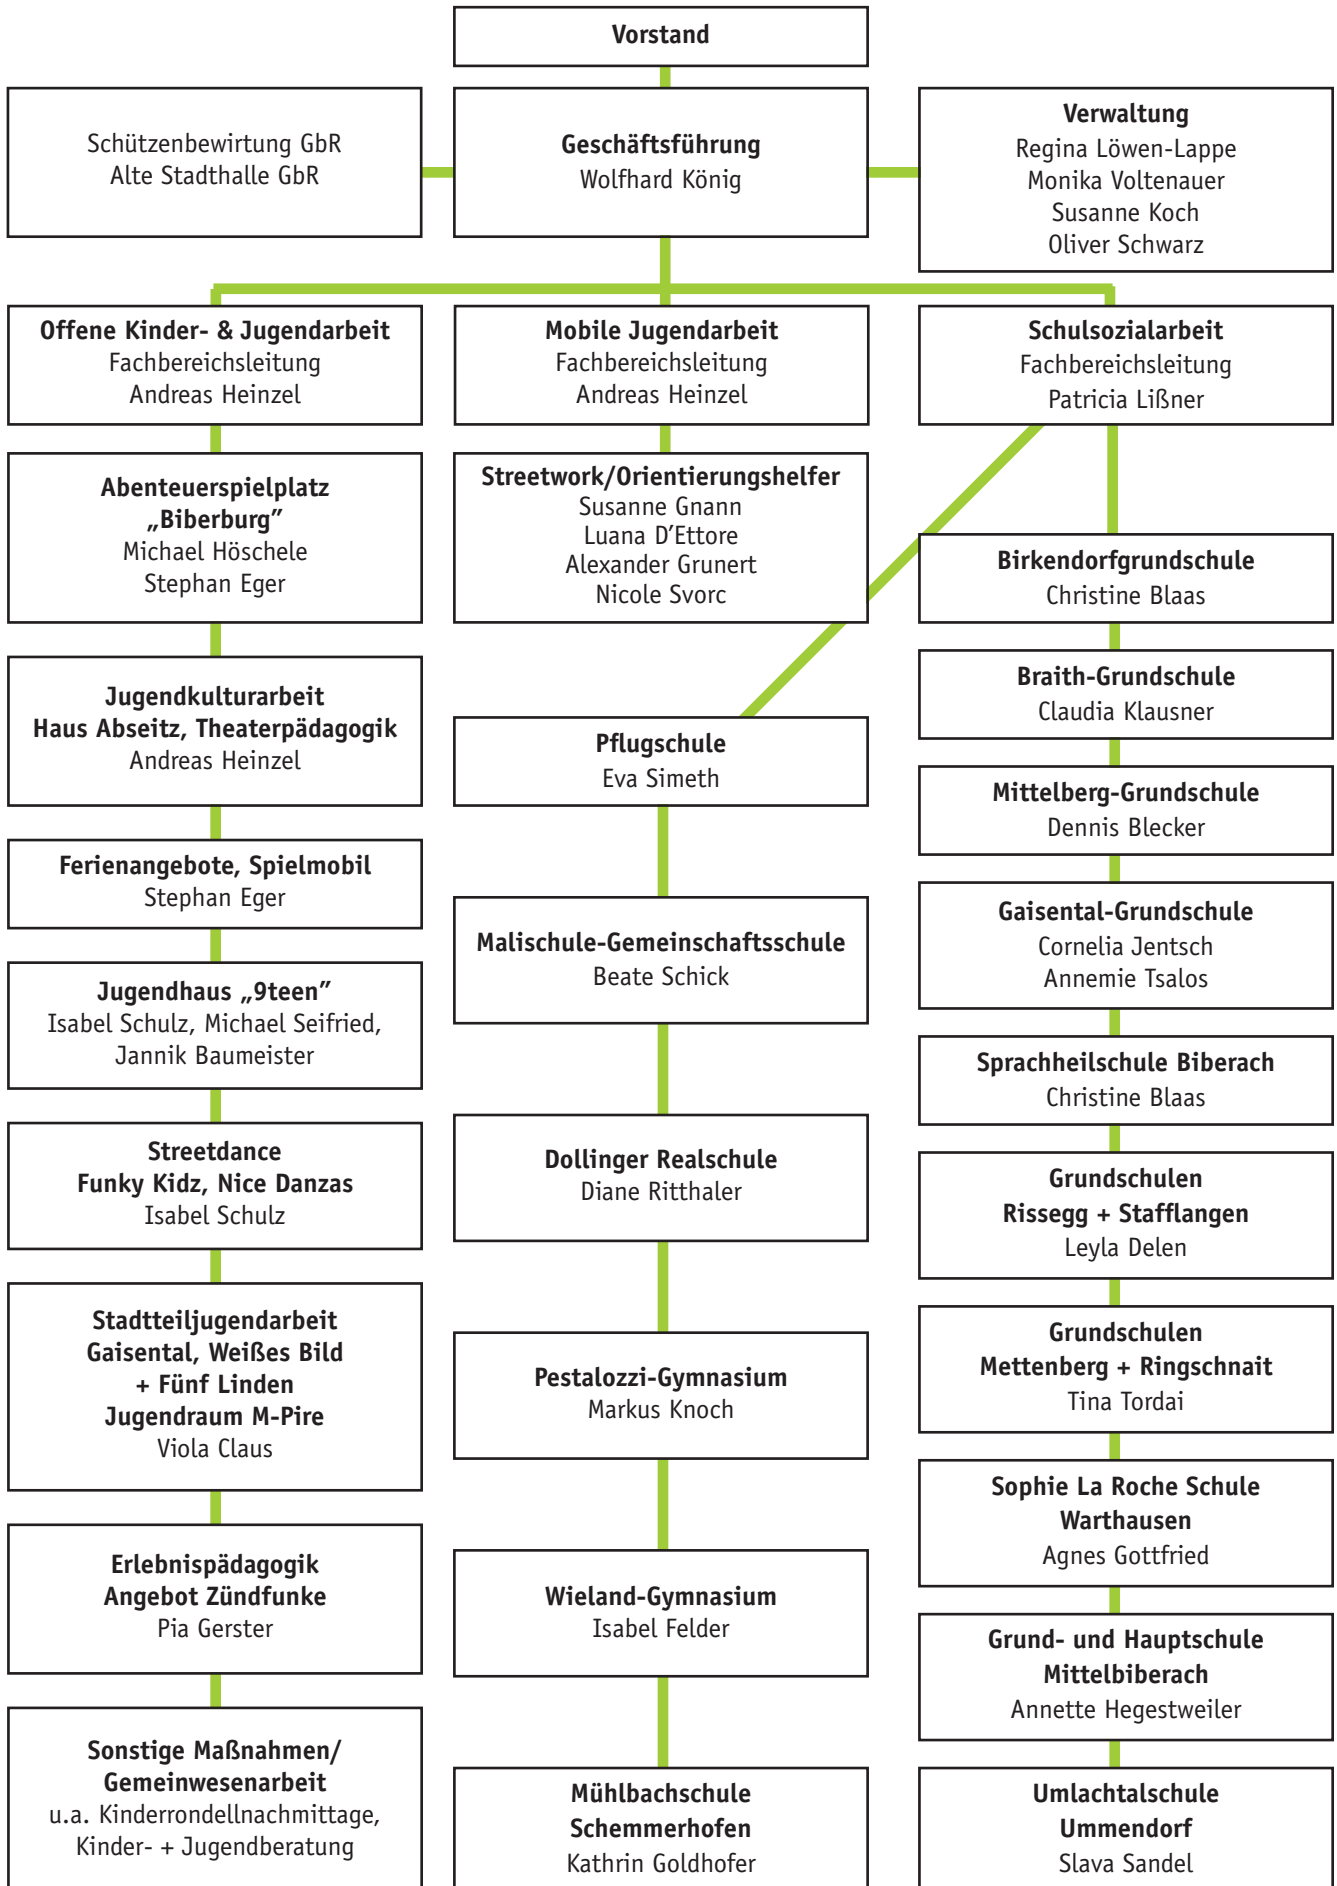 Vorstand
Schützenbewirtung GbR
Alte Stadthalle GbR
Geschäftsführung
Wolfhard König
Verwaltung
Regina Löwen-Lappe
Monika Voltenauer
Susanne Koch
Oliver Schwarz
Offene Kinder- & Jugendarbeit
Fachbereichsleitung
Andreas Heinzel
Mobile Jugendarbeit
Fachbereichsleitung
Andreas Heinzel
Schulsozialarbeit
Fachbereichsleitung
Patricia Lißner
Abenteuerspielplatz
„Biberburg”
Michael Höschele
Stephan Eger
Jugendkulturarbeit
Haus Abseitz, Theaterpädagogik
Andreas Heinzel
Ferienangebote, Spielmobil
Stephan Eger
Jugendhaus „9teen”
Isabel Schulz, Michael Seifried,
Jannik Baumeister
Streetdance
Funky Kidz, Nice Danzas
Isabel Schulz
Stadtteiljugendarbeit
Gaisental, Weißes Bild
+ Fünf Linden
Jugendraum M-Pire
Viola Claus
Erlebnispädagogik
Angebot Zündfunke
Pia Gerster
Sonstige Maßnahmen/
Gemeinwesenarbeit
u.a. Kinderrondellnachmittage,
Kinder- + Jugendberatung
Streetwork/Orientierungshelfer
Susanne Gnann
Luana D’Ettore
Alexander Grunert
Nicole Svorc
Pflugschule
Eva Simeth
Malischule-Gemeinschaftsschule
Beate Schick
Dollinger Realschule
Diane Ritthaler
Pestalozzi-Gymnasium
Markus Knoch
Wieland-Gymnasium
Isabel Felder
Mühlbachschule
Schemmerhofen
Kathrin Goldhofer
Birkendorfgrundschule
Christine Blaas
Braith-Grundschule
Claudia Klausner
Mittelberg-Grundschule
Dennis Blecker
Gaisental-Grundschule
Cornelia Jentsch
Annemie Tsalos
Sprachheilschule Biberach
Christine Blaas
Grundschulen
Rissegg + Stafflangen
Leyla Delen
Grundschulen
Mettenberg + Ringschnait
Tina Tordai
Sophie La Roche Schule
Warthausen
Agnes Gottfried
Grund- und Hauptschule
Mittelbiberach
Annette Hegestweiler
Umlachtalschule
Ummendorf
Slava Sandel